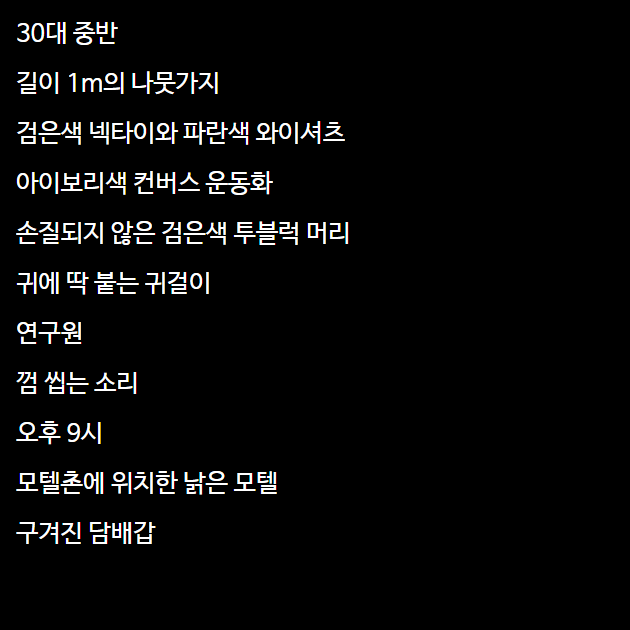 30대 중반
길이 1m의 나뭇가지
검은색 넥타이와 파란색 와이셔츠
아이보리색 컨버스 운동화
손질되지 않은 검은색 투블럭 머리
귀에 딱 붙는 귀걸이
연구원
껌 씹는 소리
오후 9시
모텔촌에 위치한 낡은 모텔
구겨진 담배갑